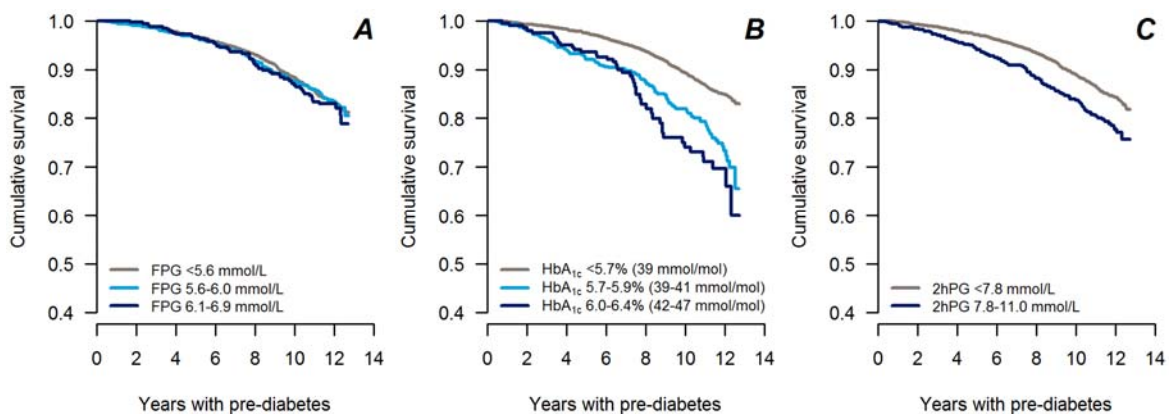 A
Cumulative survival
1.0
0.9
0.8
0.7
0.6
0.5
0.4
FPG <5.6 mmol/L
FPG 5.6-6.0 mmol/L
FPG 6.1-6.9 mmol/L
0 2 4 6 8 10 12 14
Years with pre-diabetes
B
Cumulative survival
1.0
0.9
0.8
0.7
0.6
0.5
0.4
HbA1c <5.7% (39 mmol/mol)
HbA1c 5.7-5.9% (39-41 mmol/mol)
HbA1c 6.0-6.4% (42-47 mmol/mol)
0 2 4 6 8 10 12 14
Years with pre-diabetes
C
Cumulative survival
1.0
0.9
0.8
0.7
0.6
0.5
0.4
2hPG <7.8 mmol/L
2hPG 7.8-11.0 mmol/L
0 2 4 6 8 10 12 14
Years with pre-diabetes